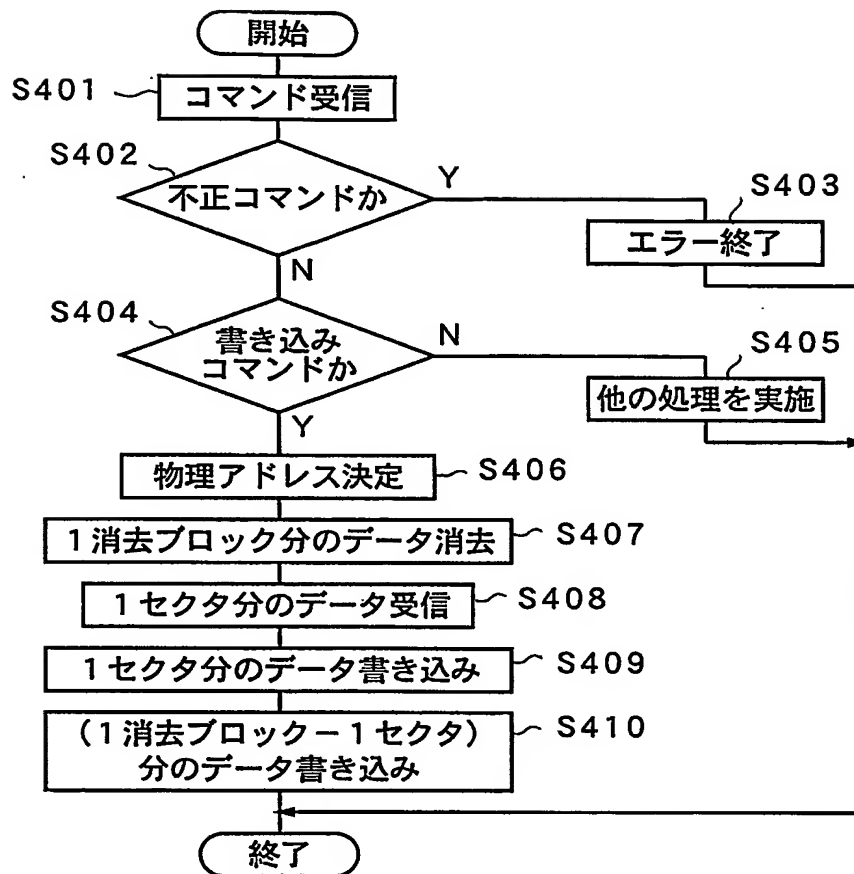 開始
S401
コマンド受信
S402
不正コマンドか
Y
S403
エラー終了
N
S404
書き込み
コマンドか
N
S405
他の処理を実施
Y
物理アドレス決定
S406
1消去ブロック分のデータ消去
S407
1セクタ分のデータ受信
S408
1セクタ分のデータ書き込み
S409
(1消去ブロック−1セクタ)
分のデータ書き込み
S410
終了